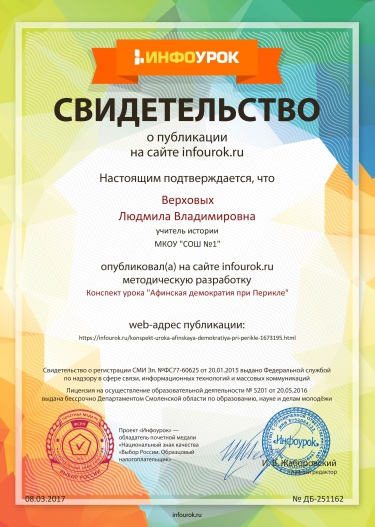 ИНФОУРОК
СВИДЕТЕЛЬСТВО
о публикации
на сайте infourok.ru
Настоящим подтверждается, что
Верховых
Людмила Владимировна
учитель истории
МКОУ "СОШ №1"
опубликовал(а) на сайте infourok.ru
методическую разработку
Конспект урока "Афинская демократия при Перикле"
web-адрес публикации:
https://infourok.ru/konspekt-uroka-afinskaya-demokratiya-pri-perikle-1673195.html
Свидетельство о регистрации СМИ Эл. №ФС77-60625 от 20.01.2015 выдано Федеральной службой
по надзору в сфере связи, информационных технологий и массовых коммуникаций
Лицензия на осуществление образовательной деятельности № 5201 от 20.05.2016
выдана бессрочно Департаментом Смоленской области по образованию, науке и делам молодёжи
Проект «Инфоурок» —
обладатель почетной медали
«Национальный знак качества
«Выбор России. Образцовый
налогоплательщик»
«Инфоурок»
И. В. Жаборовский
08.03.2017
№ ДБ-251162
infourok.ru